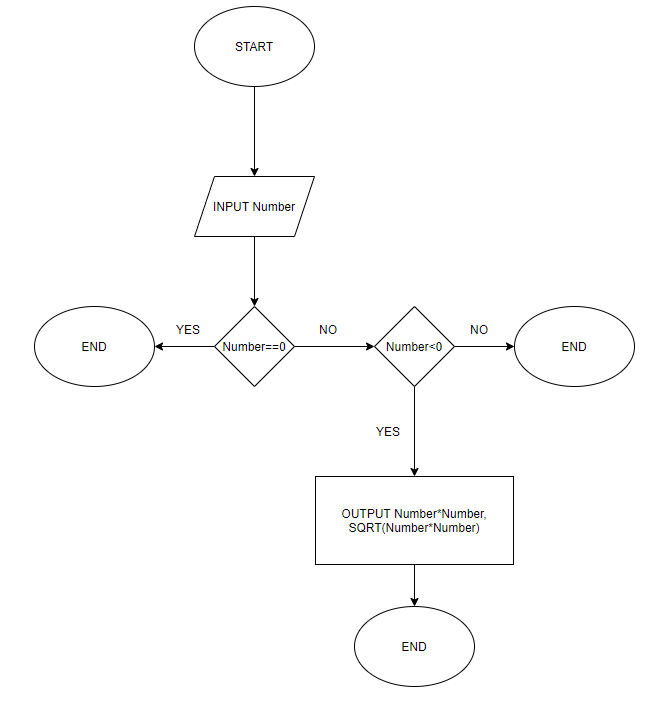 START
INPUT Number
YES
NO
NO
END
Number==0
Number<0
END
YES
OUTPUT Number*Number,
SQRT(Number*Number)
END